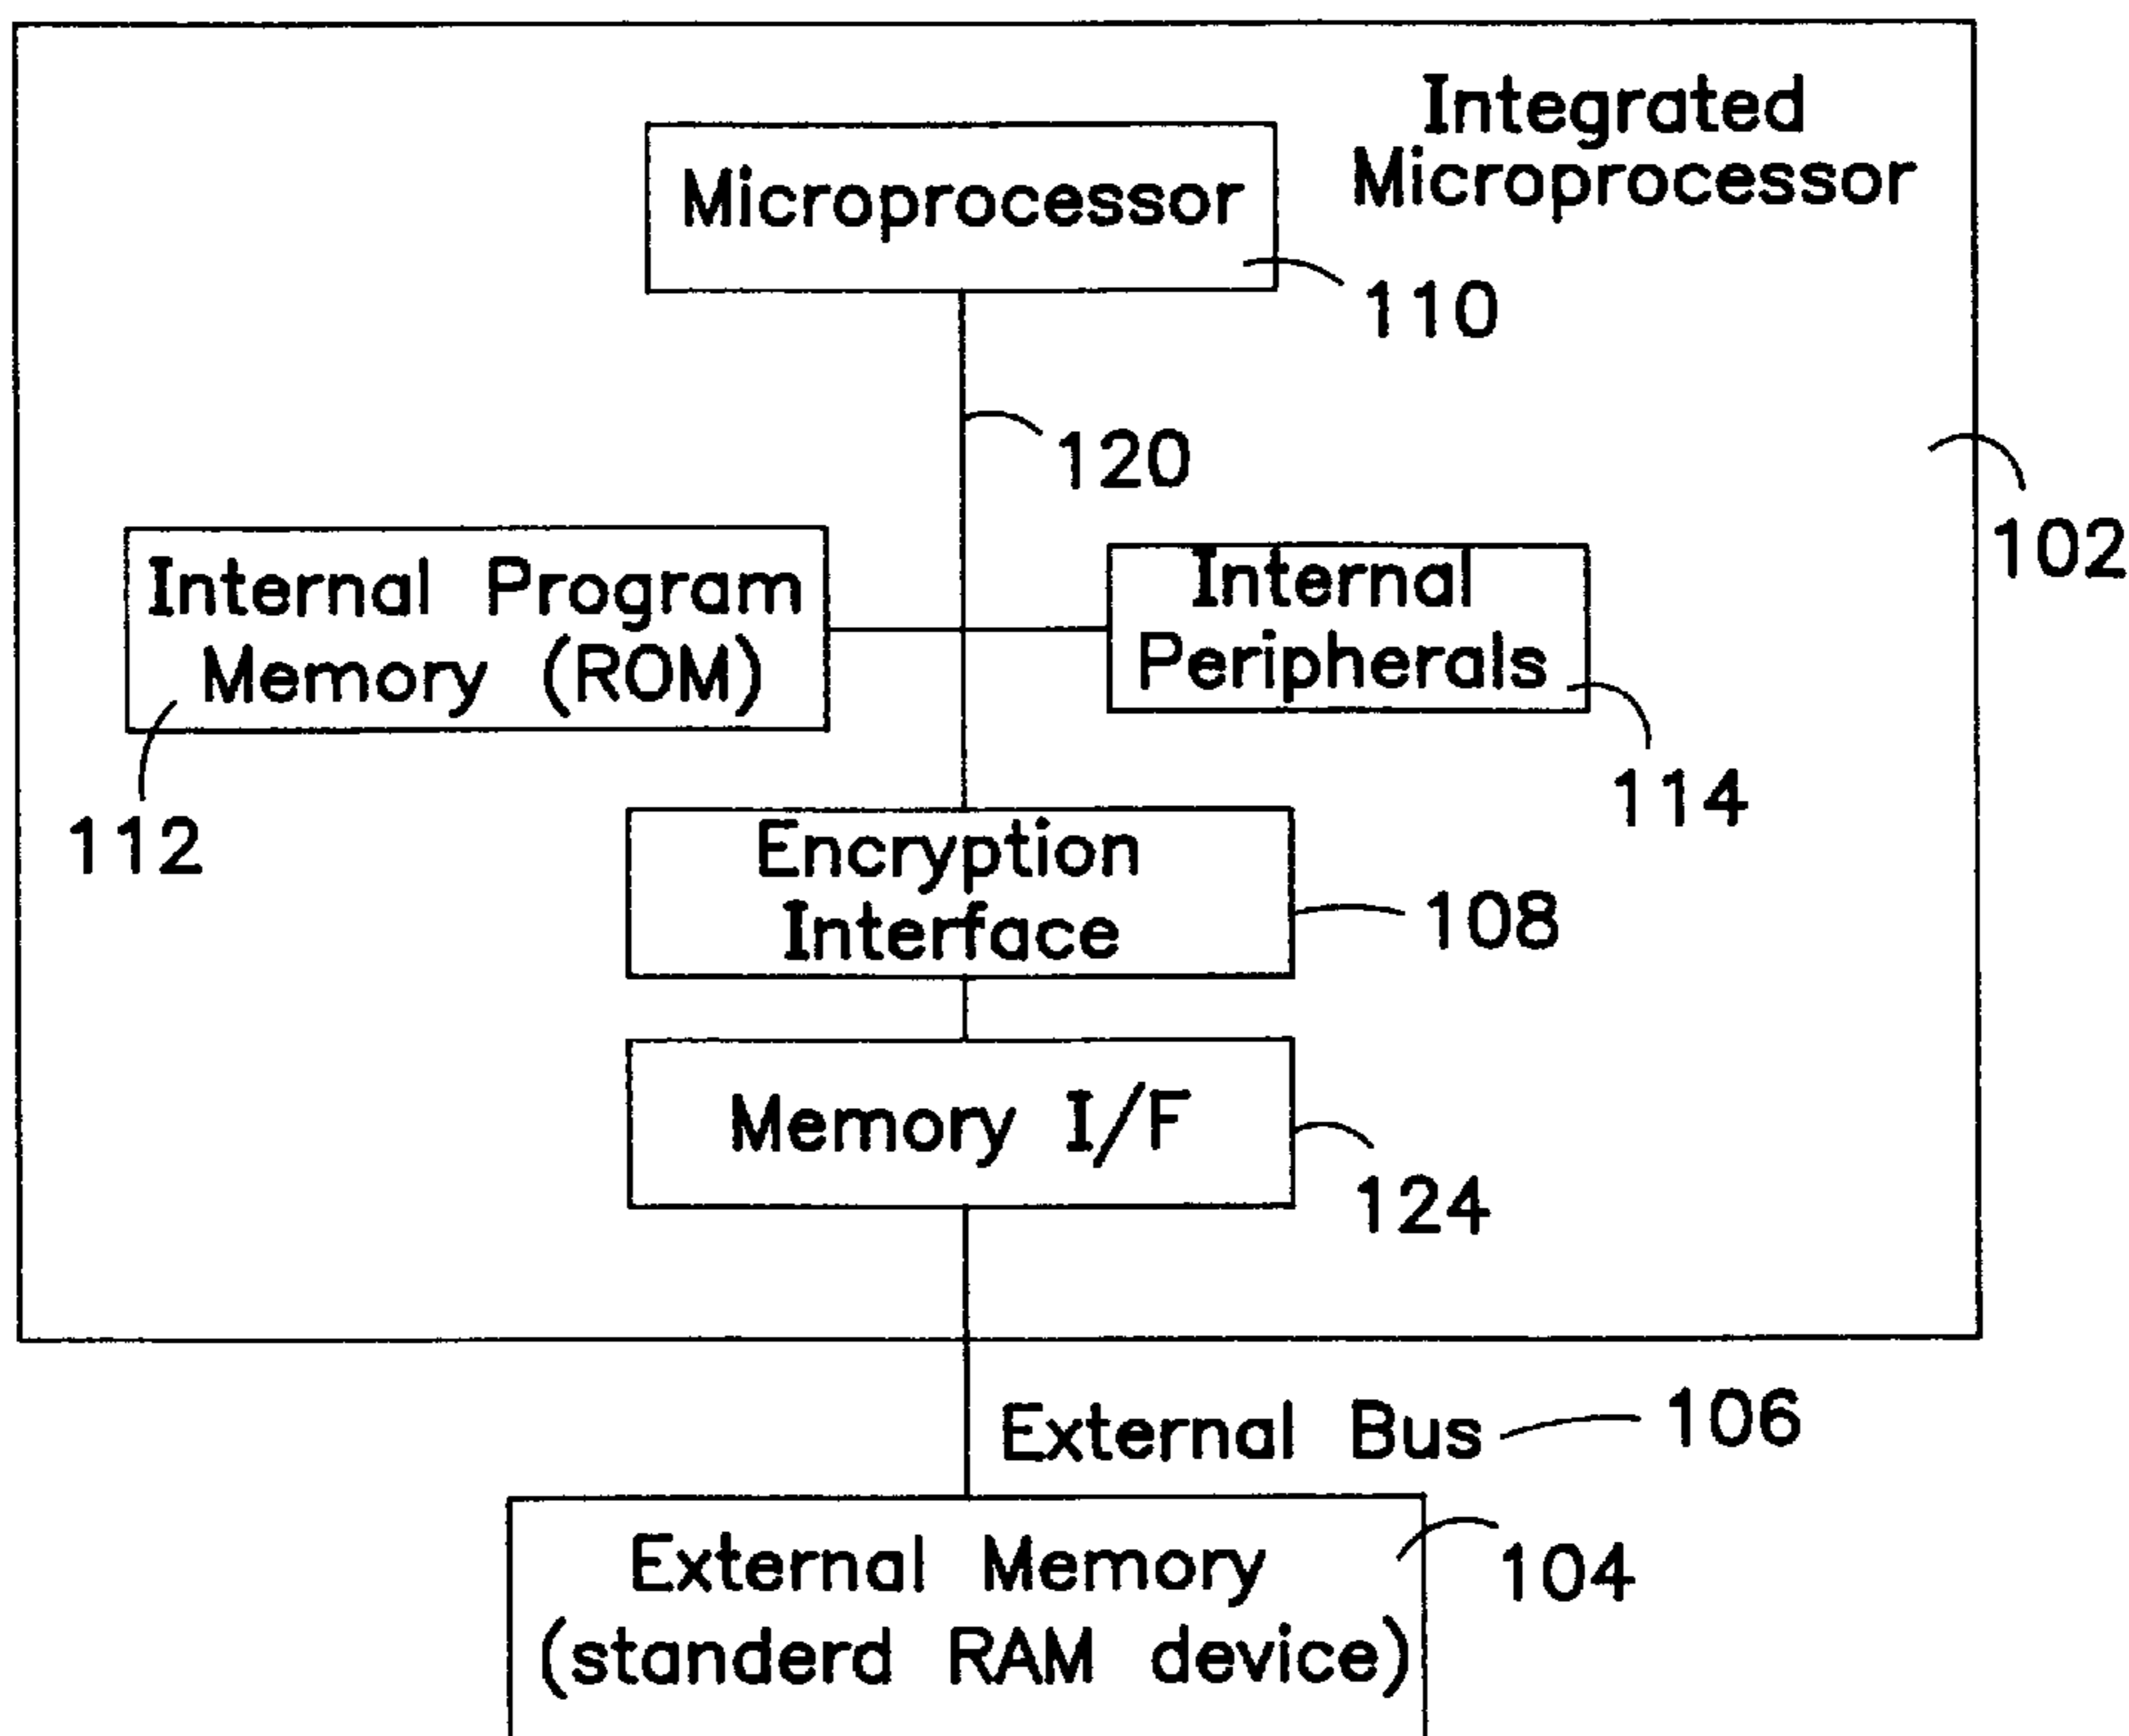 Integrated
Microprocessor
Microprocessor
110
120
102
Internal Program
Memory (ROM)
112
Internal
Peripherals
114
Encryption
Interface
108
Memory I/F
124
External Bus
106
External Memory
(standerd RAM device)
104